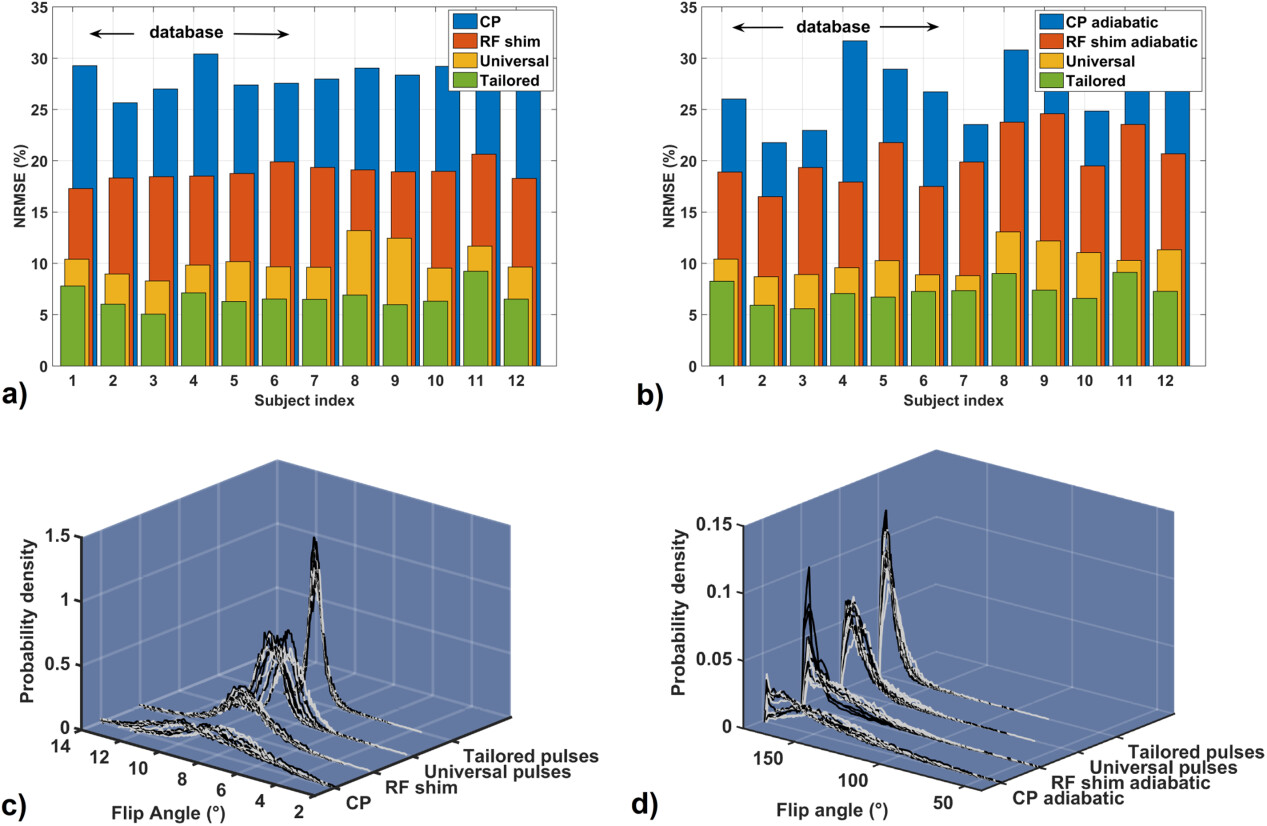 35
30
25
20
15
10
5
0
NRMSE (%)
database
CP
RF shim
Universal
Tailored
1 2 3 4 5 6 7 8 9 10 11 12
Subject index
a)
35
30
25
20
15
10
5
0
NRMSE (%)
database
CP adiabatic
RF shim adiabatic
Universal
Tailored
1 2 3 4 5 6 7 8 9 10 11 12
Subject index
b)
1.5
1
0.5
0
Probability density
14 12 10 8 6 4 2
Flip Angle (°)
Tailored pulses
Universal pulses
RF shim
CP
c)
0.15
0.1
0.05
0
Probability density
150 100 50
Flip angle (°)
Tailored pulses
Universal pulses
RF shim adiabatic
CP adiabatic
d)